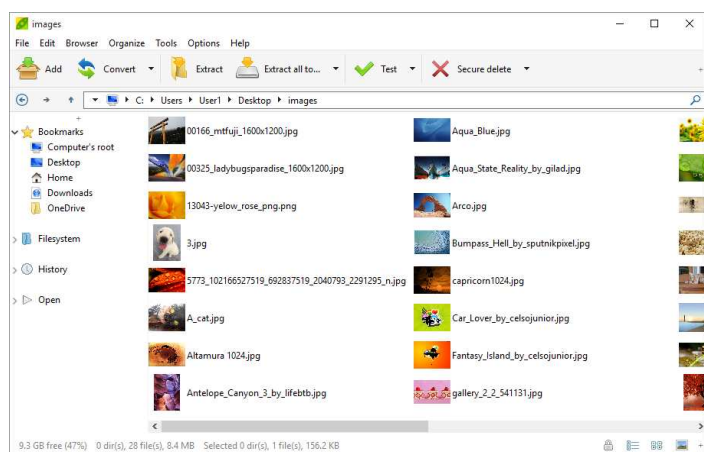 images
File Edit Browser Organize Tools Options Help
Add Convert Extract Extract all to... Test Secure delete
C: Users User1 Desktop images
Bookmarks
Computer's root
Desktop
Home
Downloads
OneDrive
Filesystem
History
Open
00166_mtfuji_1600x1200.jpg
00325_ladybugsparadise_1600x1200.jpg
13043-yelow_rose_png.png
3.jpg
5773_102166527519_692837519_2040793_2291295_n.jpg
A_cat.jpg
Altamura 1024.jpg
Antelope_Canyon_3_by_lifebtb.jpg
Aqua_Blue.jpg
Aqua_State_Reality_by_gilad.jpg
Arco.jpg
Bumpass_Hell_by_sputnikpixel.jpg
capricorn1024.jpg
Car_Lover_by_celsojunior.jpg
Fantasy_Island_by_celsojunior.jpg
gallery_2_2_541131.jpg
9.3 GB free (47%) 0 dir(s), 28 file(s), 8.4 MB Selected 0 dir(s), 1 file(s), 156.2 KB